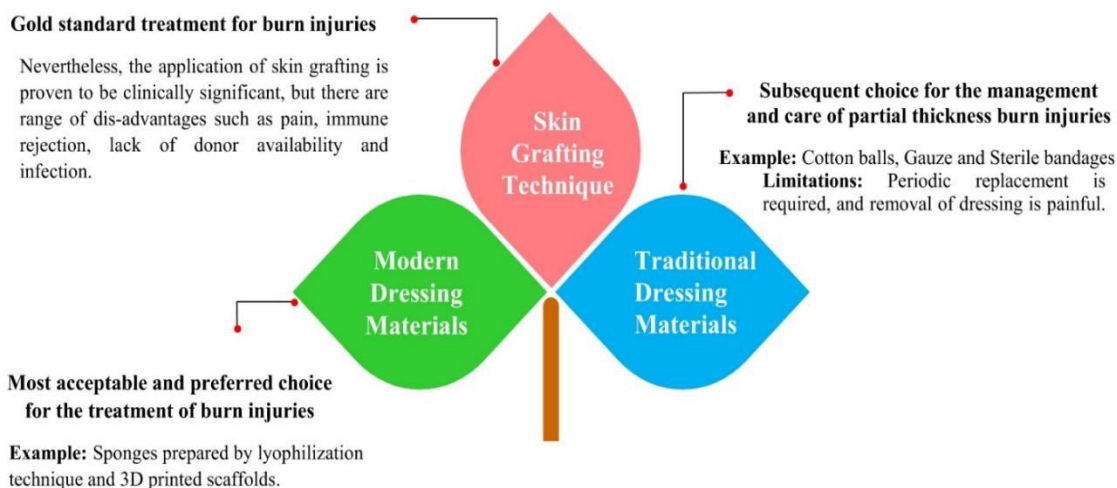 Gold standard treatment for burn injuries
Nevertheless, the application of skin grafting is
proven to be clinically significant, but there are
range of dis-advantages such as pain, immune
rejection, lack of donor availability and
infection.
Skin
Grafting
Technique
Subsequent choice for the management
and care of partial thickness burn injuries
Example: Cotton balls, Gauze and Sterile bandages
Limitations: Periodic replacement is
required, and removal of dressing is painful.
Modern
Dressing
Materials
Traditional
Dressing
Materials
Most acceptable and preferred choice
for the treatment of burn injuries
Example: Sponges prepared by lyophilization
technique and 3D printed scaffolds.